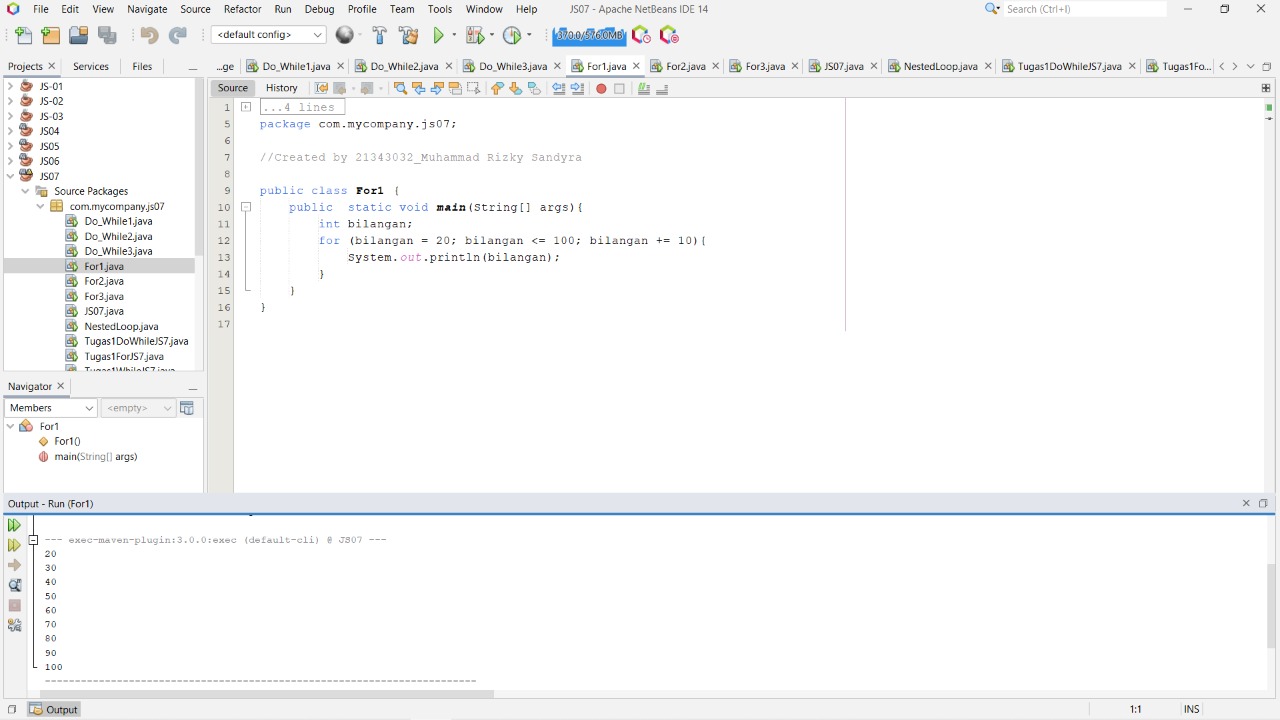 File Edit View Navigate Source Refactor Run Debug Profile Team Tools Window Help JS07 - Apache NetBeans IDE 14 Search (Ctrl+I)
<default config> 370.0/576.0MB
Projects Services Files
...ge Do_While1.java Do_While2.java Do_While3.java For1.java For2.java For3.java JS07.java NestedLoop.java Tugas1DoWhileJS7.java Tugas1Fo...
Source History
JS-01
JS-02
JS-03
JS04
JS05
JS06
JS07
Source Packages
com.mycompany.js07
Do_While1.java
Do_While2.java
Do_While3.java
For1.java
For2.java
For3.java
JS07.java
NestedLoop.java
Tugas1DoWhileJS7.java
Tugas1ForJS7.java
Tugas1WhileJS7.java
1 ...4 lines
5 package com.mycompany.js07;
6
7 //Created by 21343032_Muhammad Rizky Sandyra
8
9 public class For1 {
10 public  static void main(String[] args){
11 int bilangan;
12 for (bilangan = 20; bilangan <= 100; bilangan += 10){
13 System.out.println(bilangan);
14 }
15 }
16 }
17
Navigator
Members <empty>
For1
For1()
main(String[] args)
Output - Run (For1)
--- exec-maven-plugin:3.0.0:exec (default-cli) @ JS07 ---
20
30
40
50
60
70
80
90
100
------------------------------------------------------------------------
Output 1:1 INS